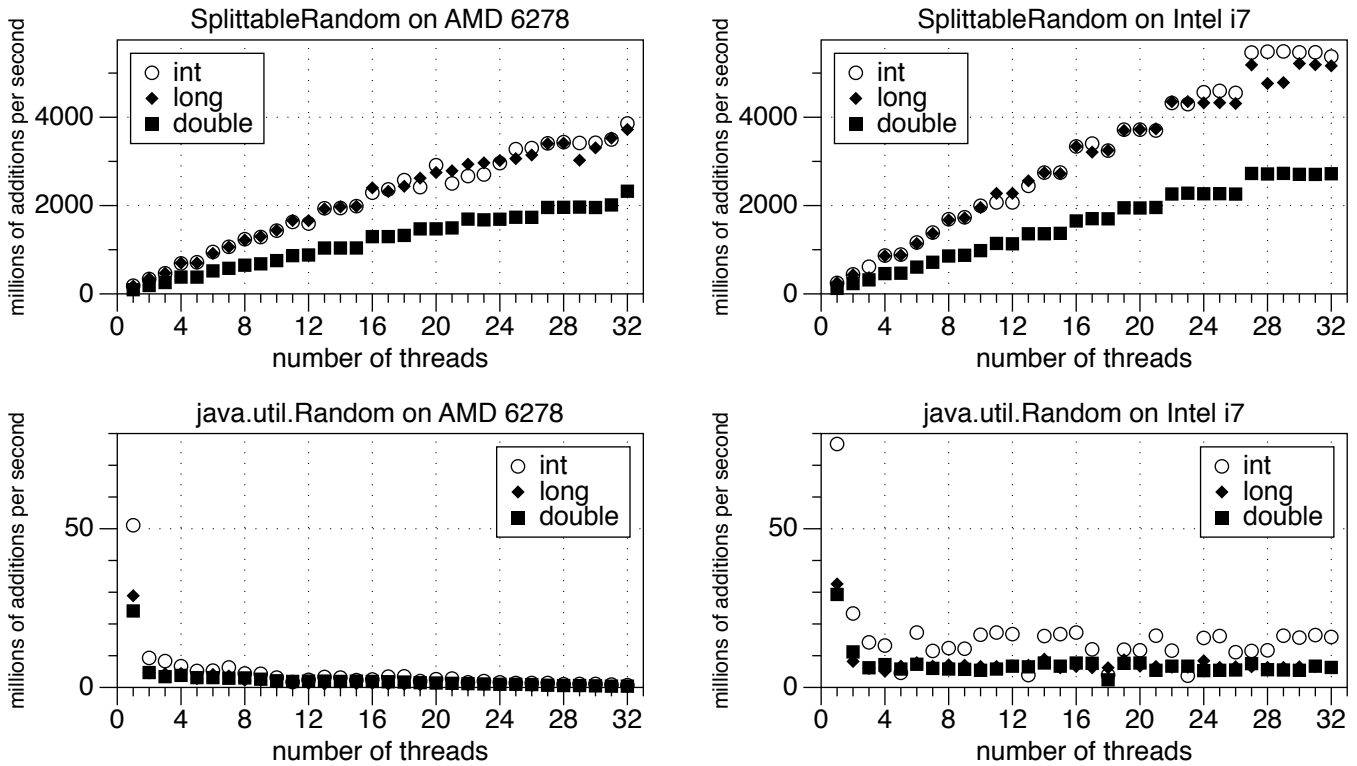 SplittableRandom on AMD 6278
millions of additions per second
4000
2000
0
int
long
double
0 4 8 12 16 20 24 28 32
number of threads
SplittableRandom on Intel i7
millions of additions per second
4000
2000
0
int
long
double
0 4 8 12 16 20 24 28 32
number of threads
java.util.Random on AMD 6278
millions of additions per second
50
0
int
long
double
0 4 8 12 16 20 24 28 32
number of threads
java.util.Random on Intel i7
millions of additions per second
50
0
int
long
double
0 4 8 12 16 20 24 28 32
number of threads